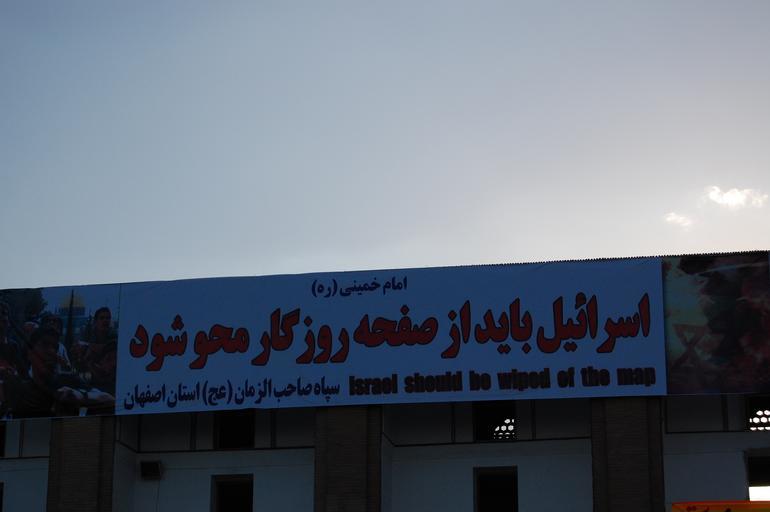 امام خمینی (ره)
اسرائیل باید از صفحه روزگار محو شود
سپاه صاحب الزمان (عج) استان اصفهان
Israel should be wiped of the map